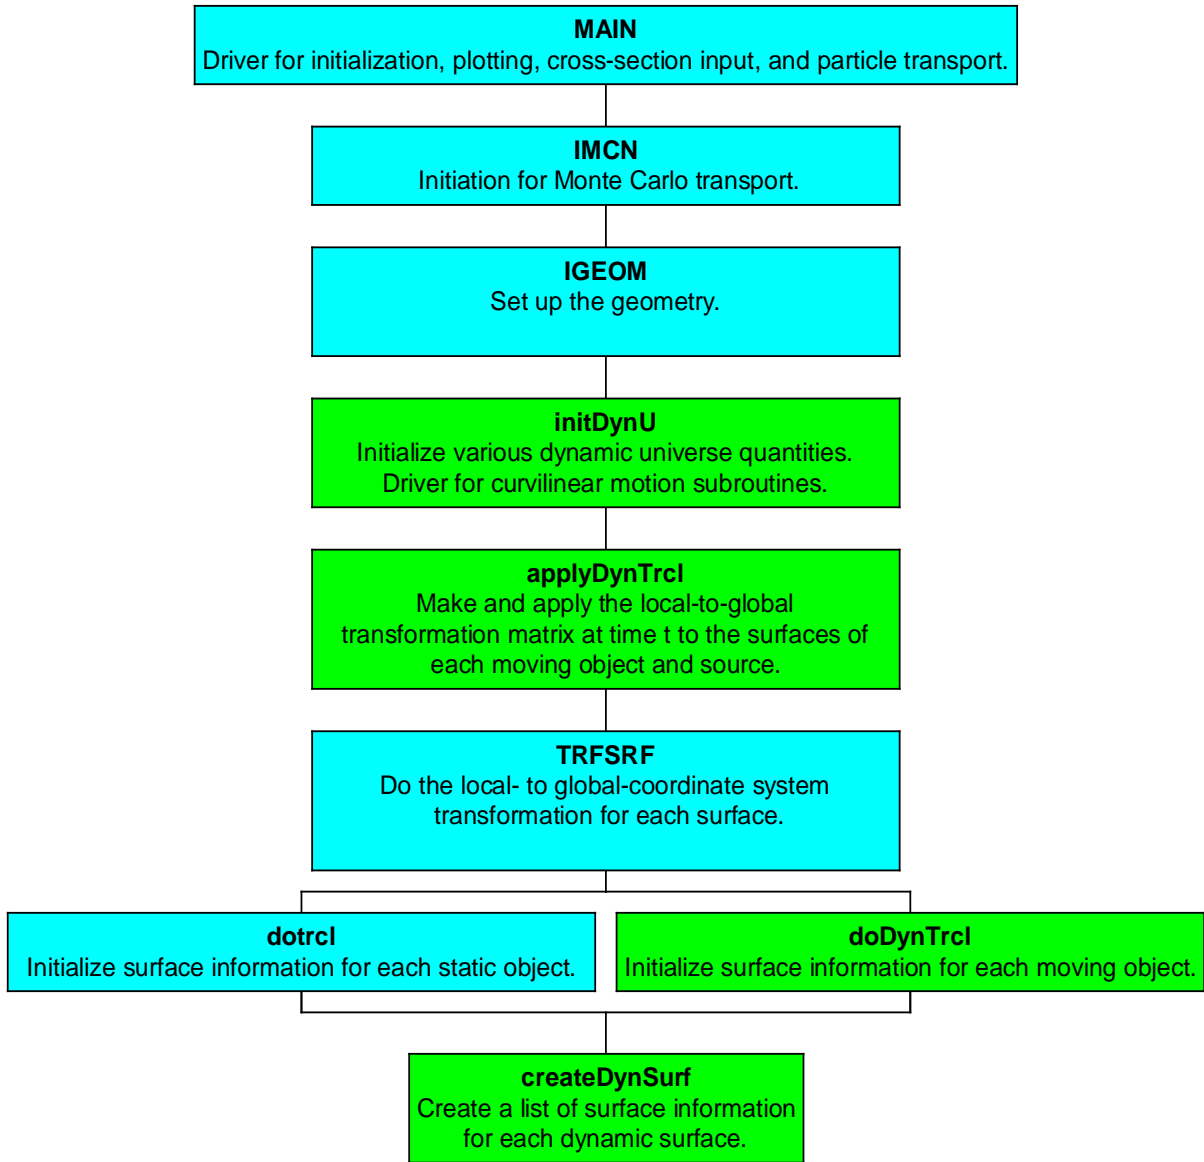 MAIN
Driver for initialization, plotting, cross-section input, and particle transport.
IMCN
Initiation for Monte Carlo transport.
IGEOM
Set up the geometry.
initDynU
Initialize various dynamic universe quantities.
Driver for curvilinear motion subroutines.
applyDynTrcl
Make and apply the local-to-global
transformation matrix at time t to the surfaces of
each moving object and source.
TRFSRF
Do the local- to global-coordinate system
transformation for each surface.
dotrcl
Initialize surface information for each static object.
doDynTrcl
Initialize surface information for each moving object.
createDynSurf
Create a list of surface information
for each dynamic surface.